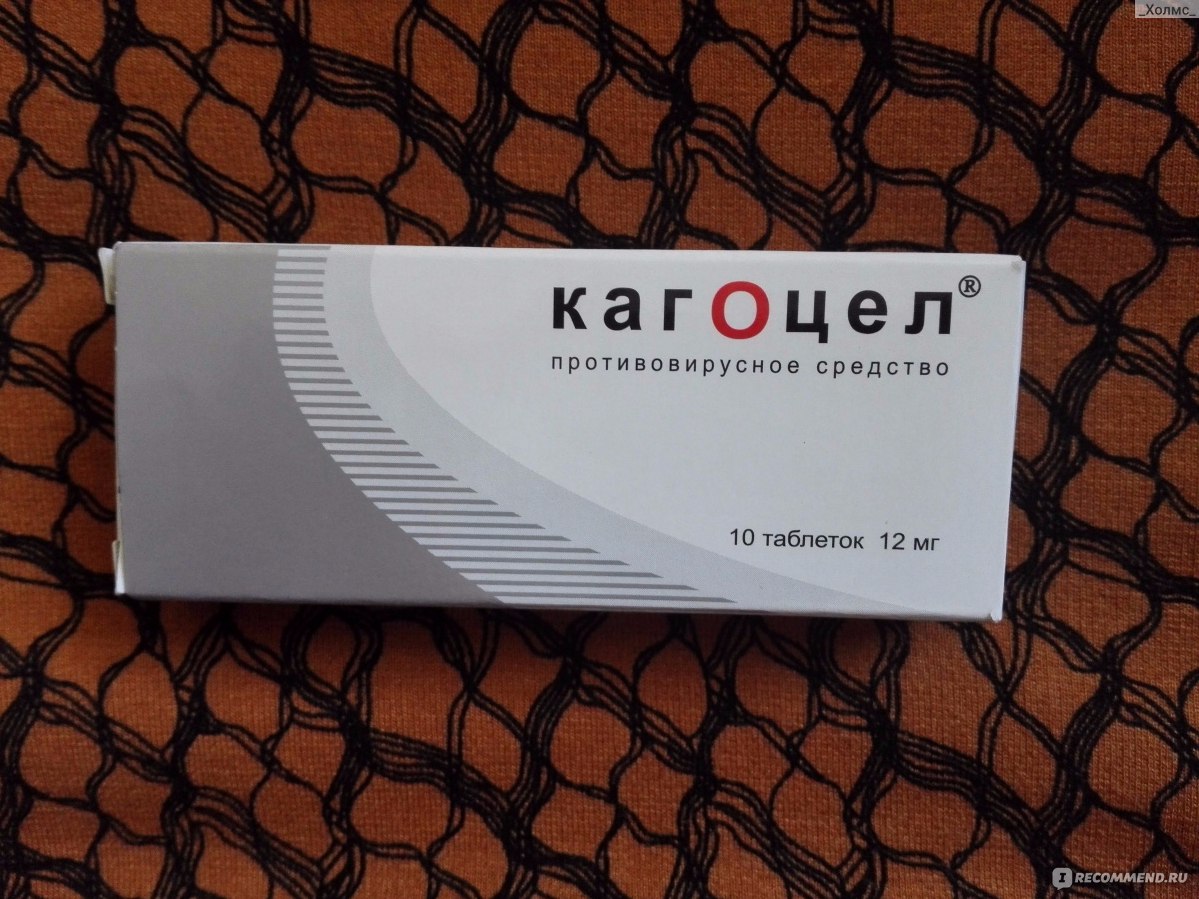 _Холмс_
кагоцел®
противовирусное средство
10 таблеток 12 мг
IRECOMMEND.RU